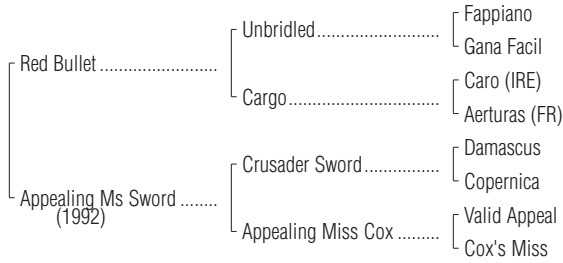 Fappiano
Unbridled..............................
Gana Facil
Red Bullet .......................
Caro (IRE)
Cargo.....................................
Aerturas (FR)
Damascus
Crusader Sword..................
Copernica
Appealing Ms Sword ........
(1992)
Valid Appeal
Appealing Miss Cox ..........
Cox's Miss